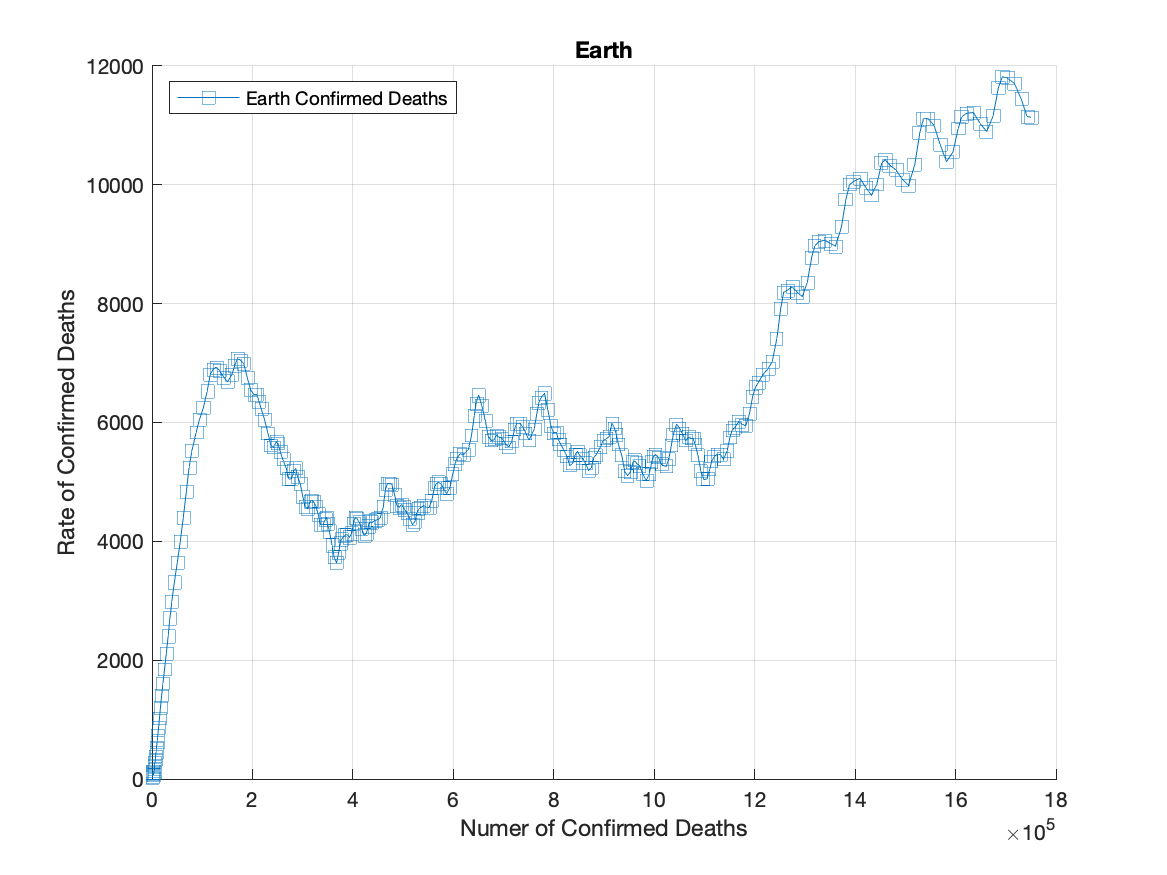 Earth
Earth Confirmed Deaths
12000
10000
8000
6000
4000
2000
0
Rate of Confirmed Deaths
0 2 4 6 8 10 12 14 16 18
Numer of Confirmed Deaths
×10^5